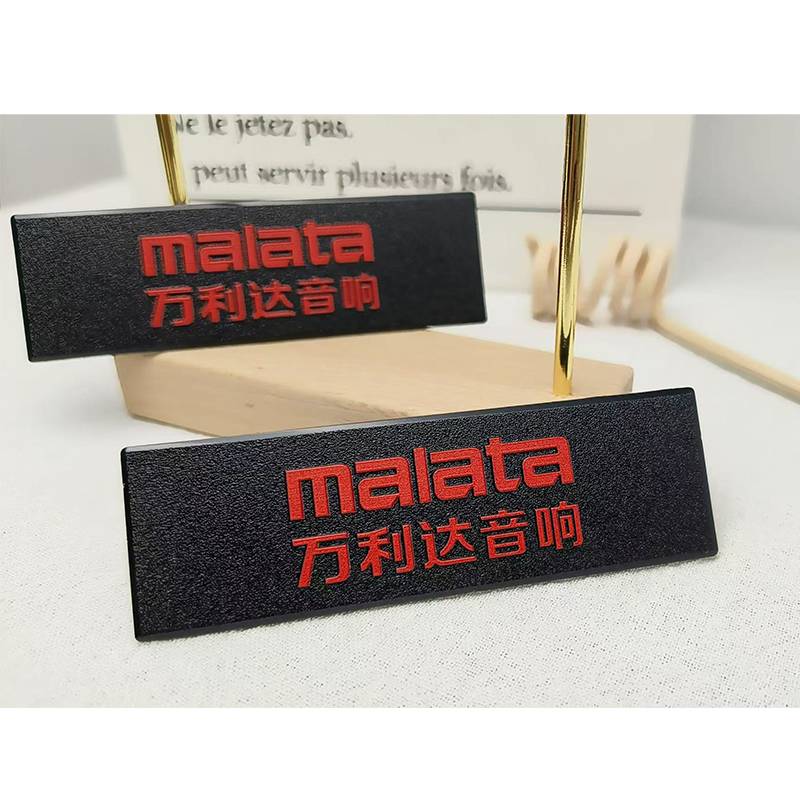 Ne le jetez pas.
peut servir plusieurs fois.
malata
万利达音响
malata
万利达音响